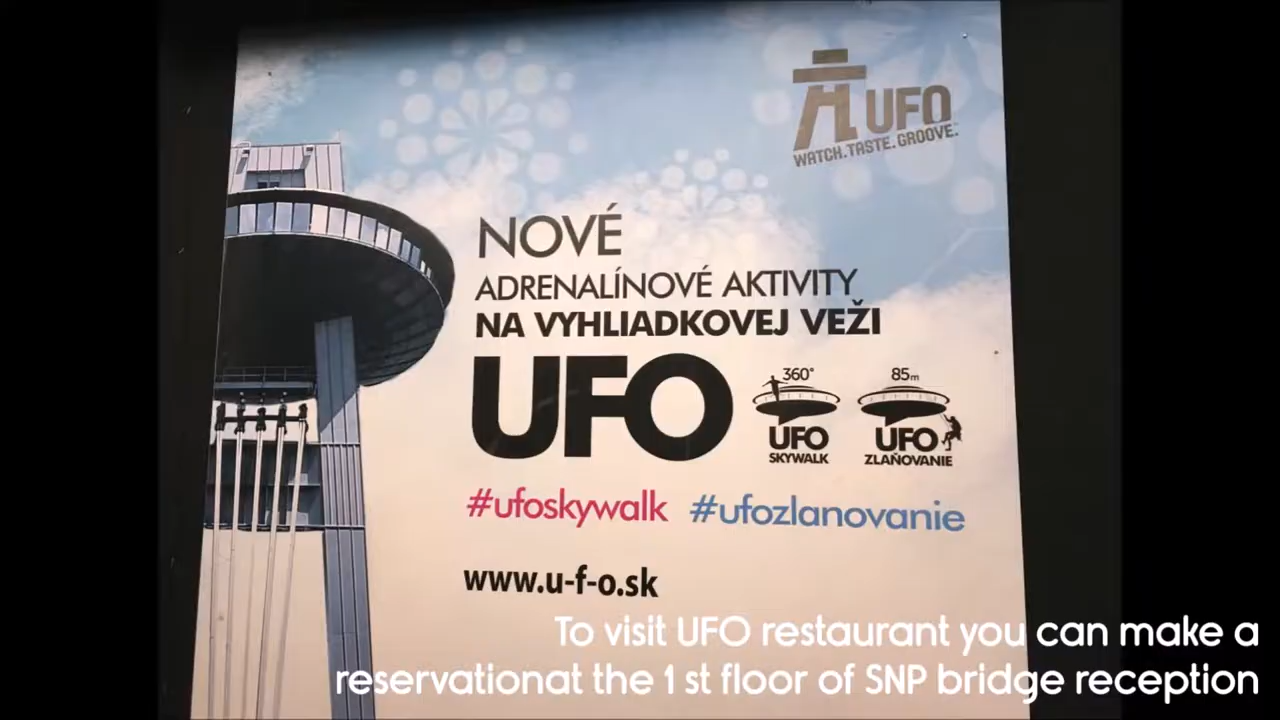 UFO
WATCH.TASTE.GROOVE.
NOVÉ
ADRENALÍNOVÉ AKTIVITY
NA VYHLIADKOVEJ VEŽI
UFO
360°
UFO
SKYWALK
85m
UFO
ZLAŇOVANIE
#ufoskywalk #ufozlanovanie
www.u-f-o.sk
To visit UFO restaurant you can make a
reservationat the 1 st floor of SNP bridge reception